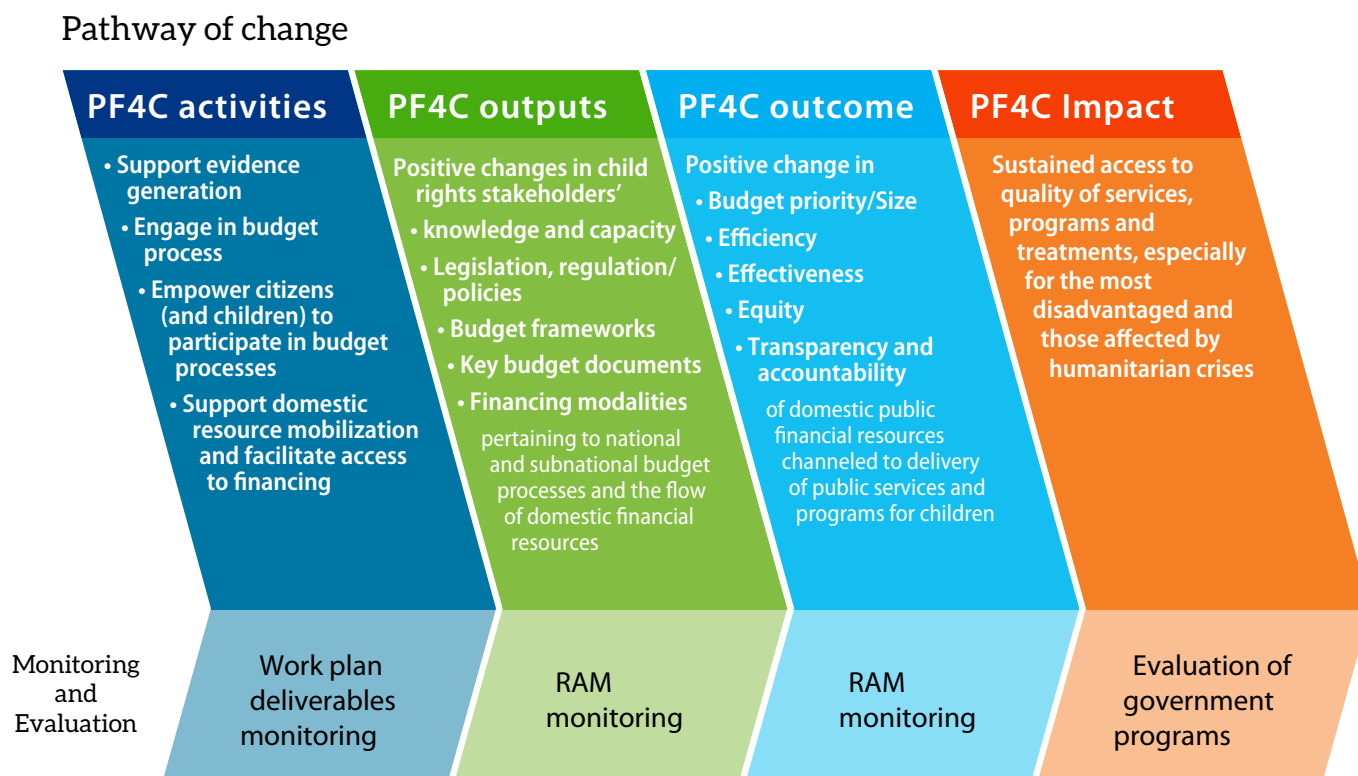 Pathway of change
PF4C activities
• Support evidence
generation
• Engage in budget
process
• Empower citizens
(and children) to
participate in budget
processes
• Support domestic
resource mobilization
and facilitate access
to financing
PF4C outputs
Positive changes in child
rights stakeholders’
• knowledge and capacity
• Legislation, regulation/
policies
• Budget frameworks
• Key budget documents
• Financing modalities
pertaining to national
and subnational budget
processes and the flow
of domestic financial
resources
PF4C outcome
Positive change in
• Budget priority/Size
• Efficiency
• Effectiveness
• Equity
• Transparency and
accountability
of domestic public
financial resources
channeled to delivery
of public services and
programs for children
PF4C Impact
Sustained access to
quality of services,
programs and
treatments, especially
for the most
disadvantaged and
those affected by
humanitarian crises
Monitoring
and
Evaluation
Work plan
deliverables
monitoring
RAM
monitoring
RAM
monitoring
Evaluation of
government
programs